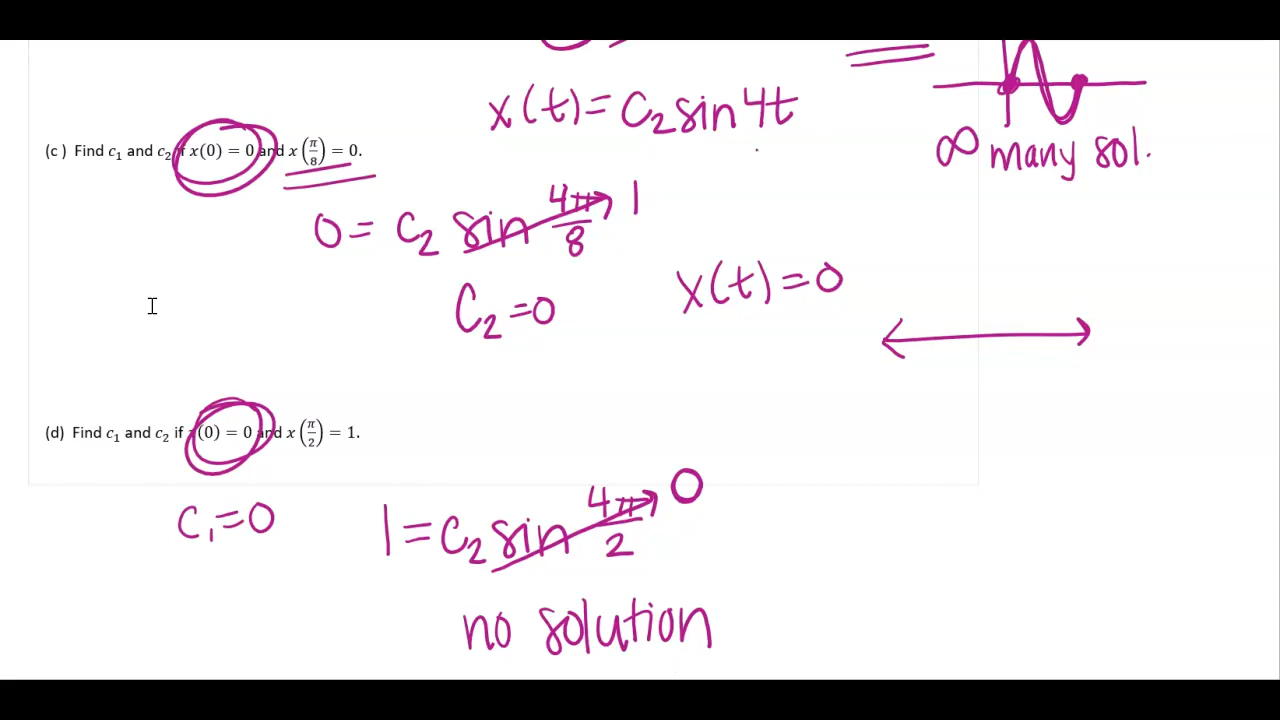 x(t) = C₂ sin 4t
∞ many sol.
(c ) Find c₁ and c₂ if x(0) = 0 and x(π/8) = 0.
0 = C₂ sin 4π/8 → 1
C₂ = 0
x(t) = 0
(d) Find c₁ and c₂ if (0) = 0 and x(π/2) = 1.
C₁ = 0
1 = C₂ sin 4π/2 → 0
no solution